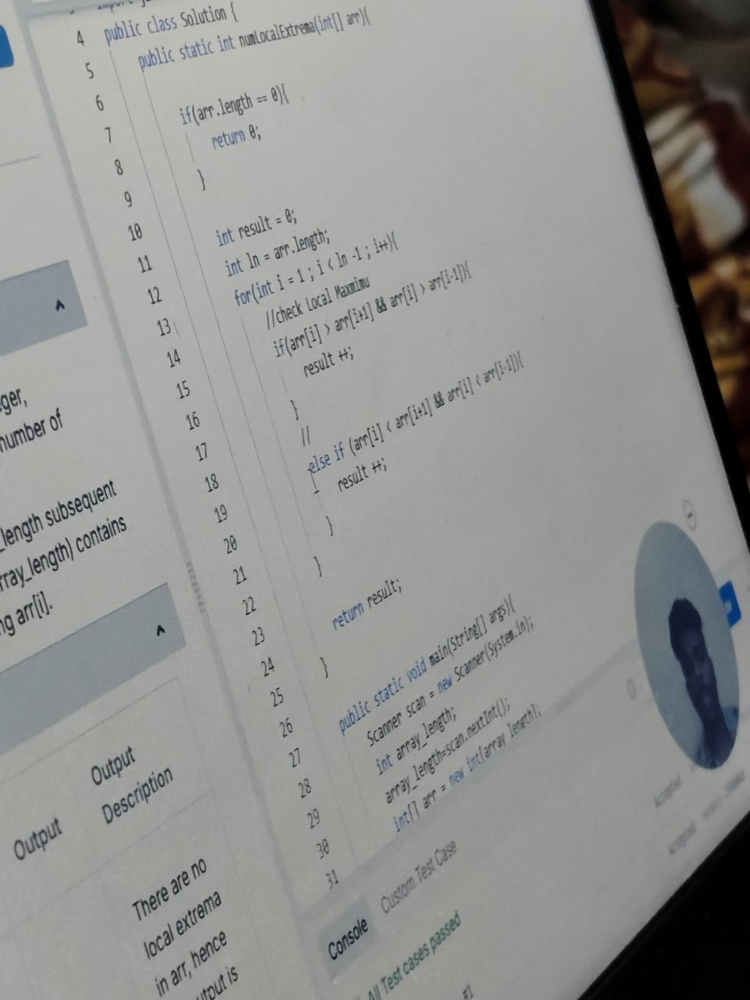 4
public class Solution {
5
public static int numLocalExtrema(int[] arr){
6
7
if(arr.length == 0){
8
return 0;
9
}
10
11
int result = 0;
12
int ln = arr.length;
13
for(int i = 1 ; i < ln -1 ; i++){
14
//check Local Maxmimu
15
if(arr[i] > arr[i+1] && arr[i] > arr[i-1]){
16
result ++;
17
}
18
//
19
else if (arr[i] < arr[i+1] && arr[i] < arr[i-1]){
20
result ++;
21
}
22
}
23
24
return result;
25
}
26
public static void main(String[] args){
27
Scanner scan = new Scanner(System.in);
28
int array_length;
29
array_length=scan.nextInt();
30
int[] arr = new int[array_length];
31
ger,
number of
_length subsequent
rray_length) contains
ng arr[i].
Output
Output
Description
There are no
local extrema
in arr, hence
utput is
Console
Custom Test Case
All Test cases passed
#1
Accepted
Accepted